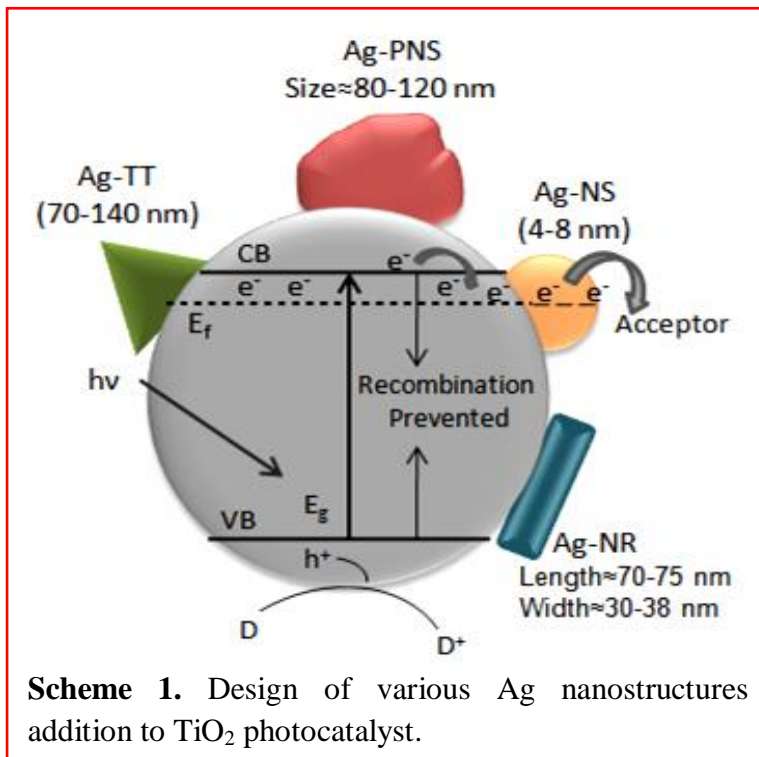 Ag-PNS
Size≈80-120 nm
Ag-TT
(70-140 nm)
Ag-NS
(4-8 nm)
CB
e⁻
e⁻ e⁻ e⁻ e⁻ e⁻ e⁻
E_f
Acceptor
hν
Recombination
Prevented
E_g
VB
h⁺
Ag-NR
Length≈70-75 nm
Width≈30-38 nm
D
D⁺
Scheme 1. Design of various Ag nanostructures
addition to TiO₂ photocatalyst.